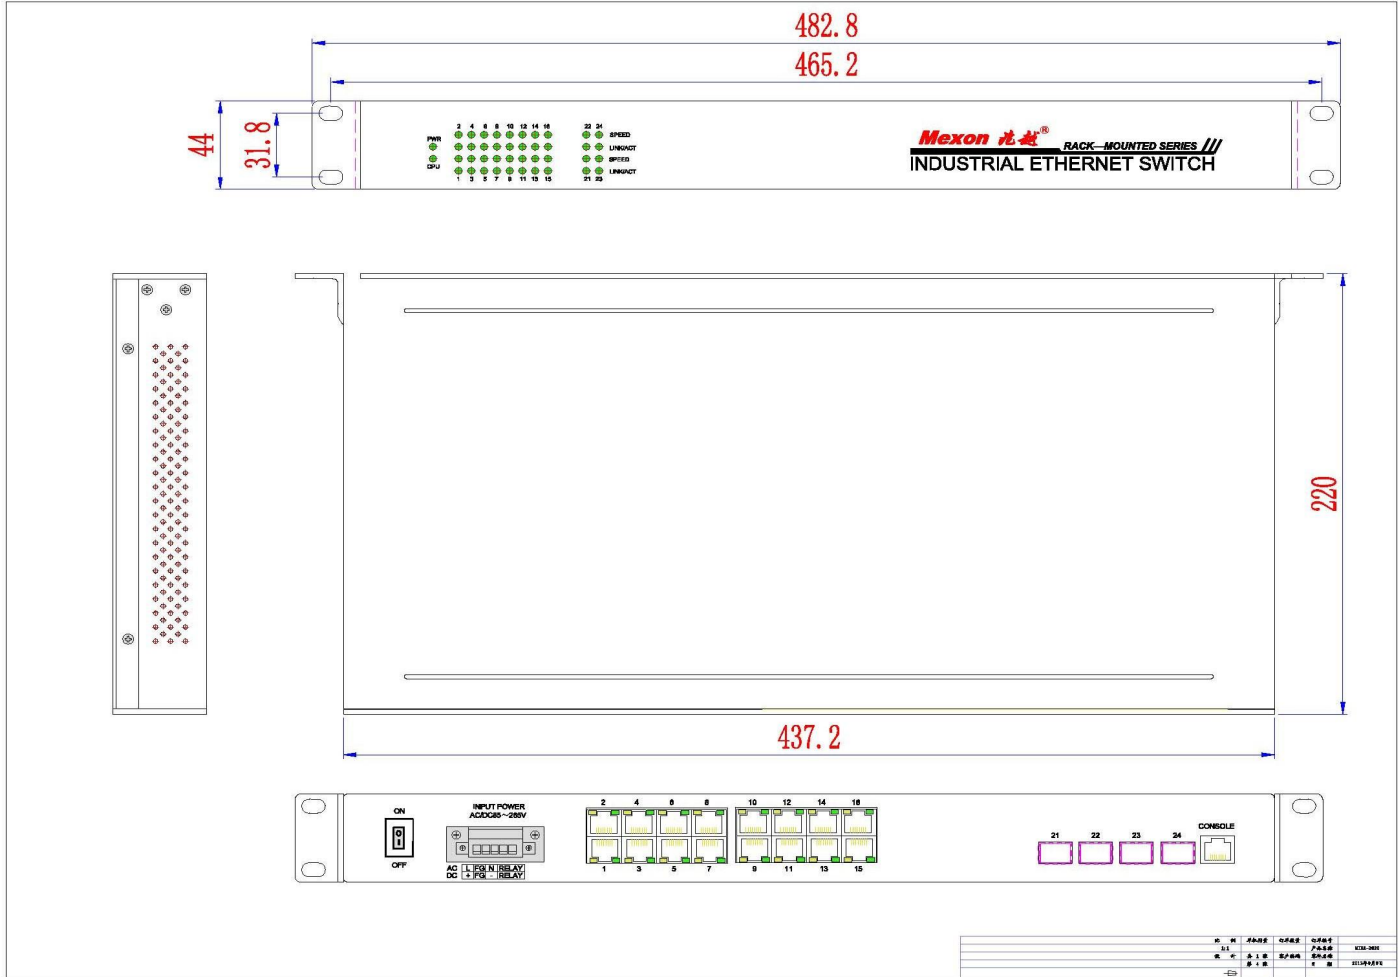 482.8
465.2
44
31.8
2 4 6 8 10 12 14 16 22 24
PWR
SPEED
LINK/ACT
SPEED
CPU
LINK/ACT
1 3 5 7 9 11 13 15 21 23
Mexon 兆越®
RACK—MOUNTED SERIES
INDUSTRIAL ETHERNET SWITCH
220
437.2
ON
OFF
INPUT POWER
AC L FG N RELAY
DC + FG - RELAY
2 4 6 8 10 12 14 16
1 3 5 7 9 11 13 15
21 22 23 24
CONSOLE
比 例
1:1